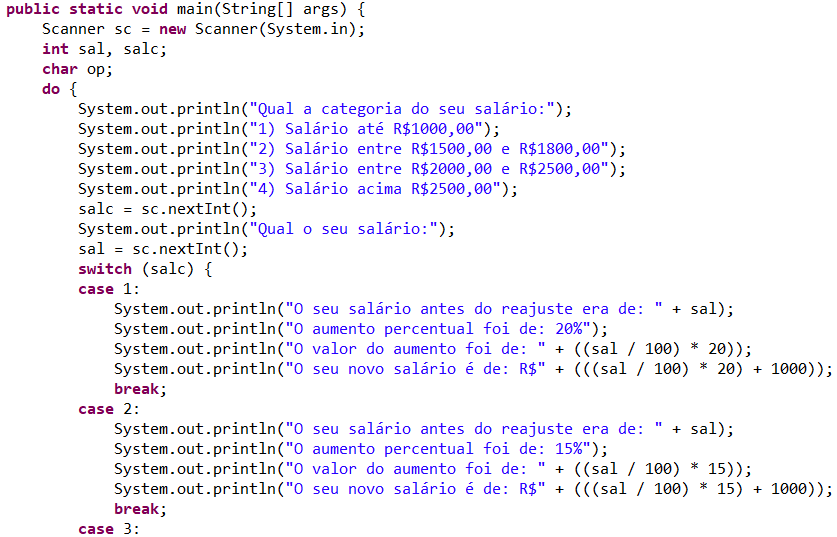 public static void main(String[] args) {
Scanner sc = new Scanner(System.in);
int sal, salc;
char op;
do {
System.out.println("Qual a categoria do seu salário:");
System.out.println("1) Salário até R$1000,00");
System.out.println("2) Salário entre R$1500,00 e R$1800,00");
System.out.println("3) Salário entre R$2000,00 e R$2500,00");
System.out.println("4) Salário acima R$2500,00");
salc = sc.nextInt();
System.out.println("Qual o seu salário:");
sal = sc.nextInt();
switch (salc) {
case 1:
System.out.println("O seu salário antes do reajuste era de: " + sal);
System.out.println("O aumento percentual foi de: 20%");
System.out.println("O valor do aumento foi de: " + ((sal / 100) * 20));
System.out.println("O seu novo salário é de: R$" + (((sal / 100) * 20) + 1000));
break;
case 2:
System.out.println("O seu salário antes do reajuste era de: " + sal);
System.out.println("O aumento percentual foi de: 15%");
System.out.println("O valor do aumento foi de: " + ((sal / 100) * 15));
System.out.println("O seu novo salário é de: R$" + (((sal / 100) * 15) + 1000));
break;
case 3: